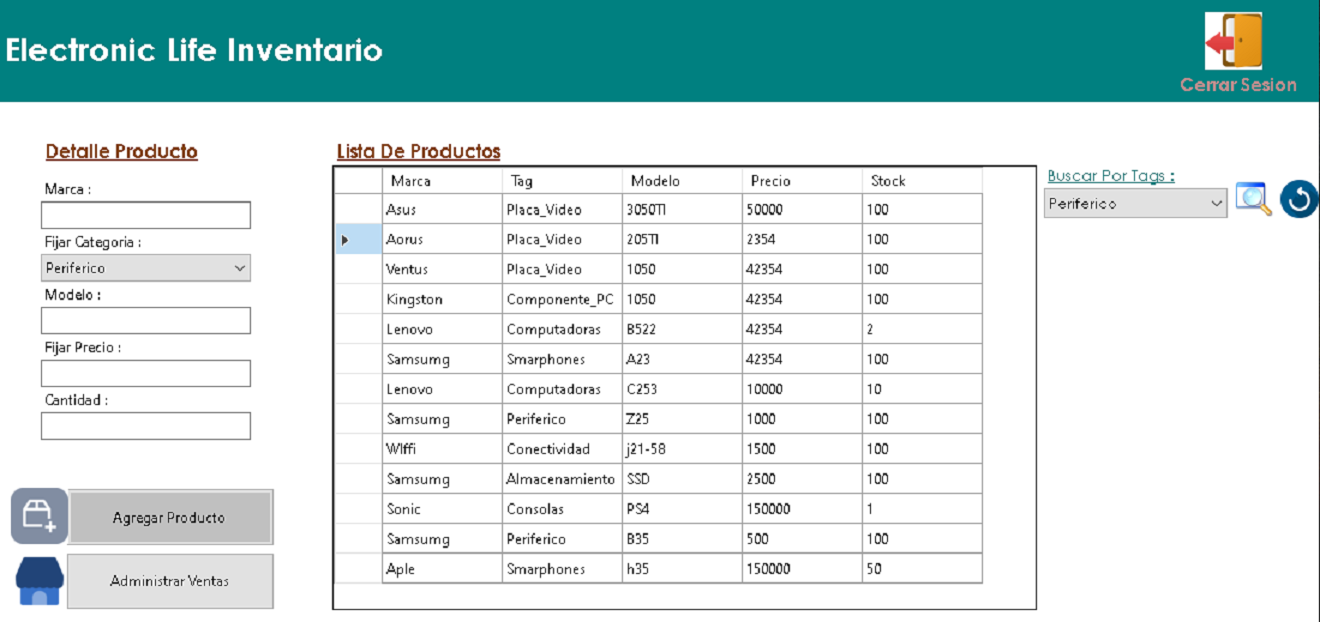 Electronic Life Inventario
Cerrar Sesion
Detalle Producto
Marca :
Fijar Categoria :
Periferico
Modelo :
Fijar Precio :
Cantidad :
Agregar Producto
Administrar Ventas
Lista De Productos
Marca Tag Modelo Precio Stock
Asus Placa_Video 3050TI 50000 100
Aorus Placa_Video 205TI 2354 100
Ventus Placa_Video 1050 42354 100
Kingston Componente_PC 1050 42354 100
Lenovo Computadoras B522 42354 2
Samsumg Smarphones A23 42354 100
Lenovo Computadoras C253 10000 10
Samsumg Periferico Z25 1000 100
WIffi Conectividad j21-58 1500 100
Samsumg Almacenamiento SSD 2500 100
Sonic Consolas PS4 150000 1
Samsumg Periferico B35 500 100
Aple Smarphones h35 150000 50
Buscar Por Tags :
Periferico